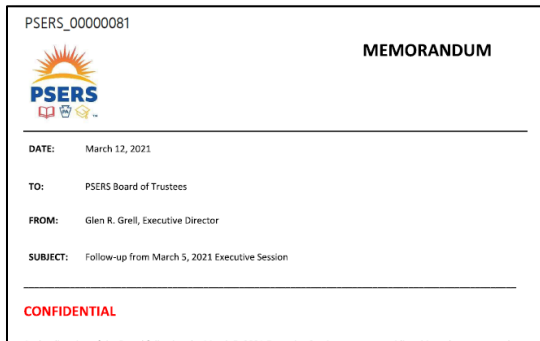 PSERS_00000081
MEMORANDUM
PSERS
DATE: March 12, 2021
TO: PSERS Board of Trustees
FROM: Glen R. Grell, Executive Director
SUBJECT: Follow-up from March 5, 2021 Executive Session
CONFIDENTIAL